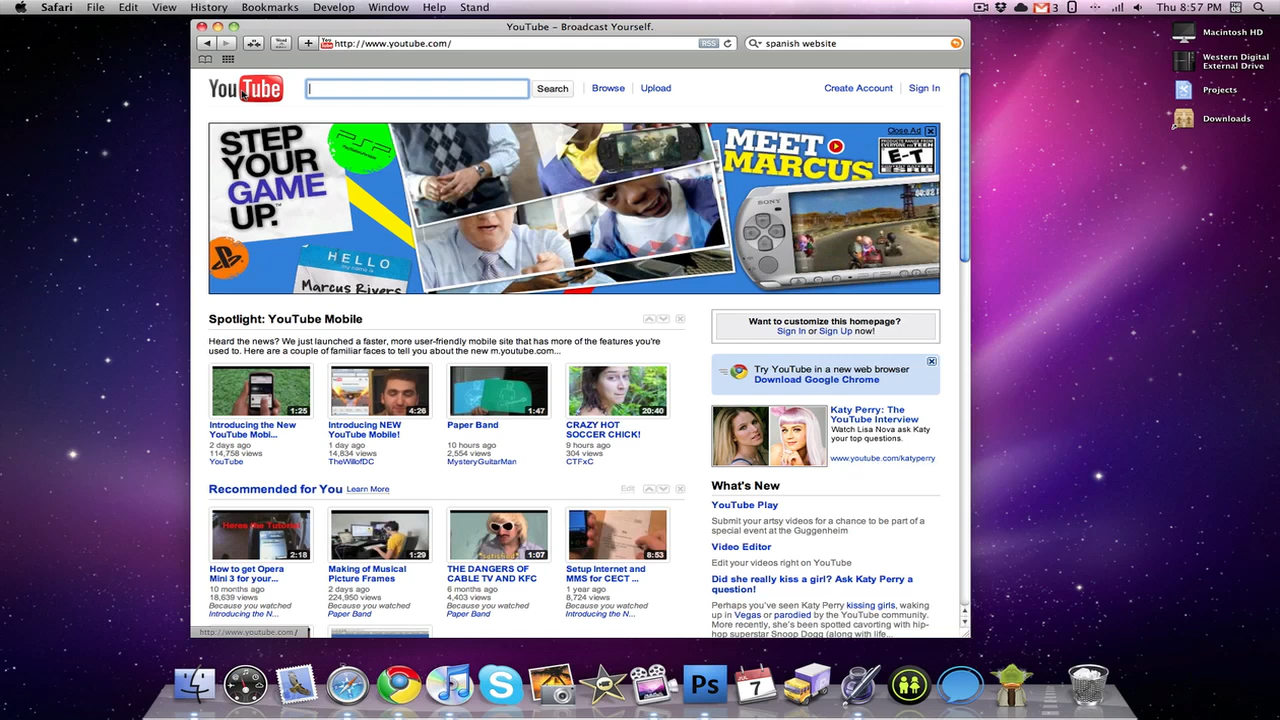 Safari File Edit View History Bookmarks Develop Window Help Stand
3
Thu 8:57 PM
YouTube – Broadcast Yourself.
http://www.youtube.com/
RSS
spanish website
Macintosh HD
Western Digital
External Drive
Projects
Downloads
YouTube
Search
Browse
Upload
Create Account
Sign In
STEP
YOUR
GAME
UP.
HELLO
my name is
Marcus Rivers
MEET
MARCUS
Close Ad
E-T
SONY
Spotlight: YouTube Mobile
Heard the news? We just launched a faster, more user-friendly mobile site that has more of the features you're
used to. Here are a couple of familiar faces to tell you about the new m.youtube.com...
1:25
4:26
1:47
20:40
Introducing the New
YouTube Mobi...
2 days ago
114,758 views
YouTube
Introducing NEW
YouTube Mobile!
1 day ago
14,834 views
TheWillofDC
Paper Band
10 hours ago
2,554 views
MysteryGuitarMan
CRAZY HOT
SOCCER CHICK!
9 hours ago
304 views
CTFxC
Recommended for You Learn More
Edit
Heres the Tutorial
2:18
1:29
satisfied
1:07
8:53
How to get Opera
Mini 3 for your...
10 months ago
18,639 views
Because you watched
Introducing the N...
Making of Musical
Picture Frames
2 days ago
224,950 views
Because you watched
Paper Band
THE DANGERS OF
CABLE TV AND KFC
6 months ago
4,403 views
Because you watched
Paper Band
Setup Internet and
MMS for CECT ...
1 year ago
8,724 views
Because you watched
Introducing the N...
Want to customize this homepage?
Sign In or Sign Up now!
Try YouTube in a new web browser
Download Google Chrome
Katy Perry: The
YouTube Interview
Watch Lisa Nova ask Katy
your top questions.
www.youtube.com/katyperry
What's New
YouTube Play
Submit your artsy videos for a chance to be part of a
special event at the Guggenheim
Video Editor
Edit your videos right on YouTube
Did she really kiss a girl? Ask Katy Perry a
question!
Perhaps you've seen Katy Perry kissing girls, waking
up in Vegas or parodied by the YouTube community.
More recently, she's been spotted cavorting with hip-
hop superstar Snoop Dogg (along with life...
http://www.youtube.com/
Ps
JUL
7